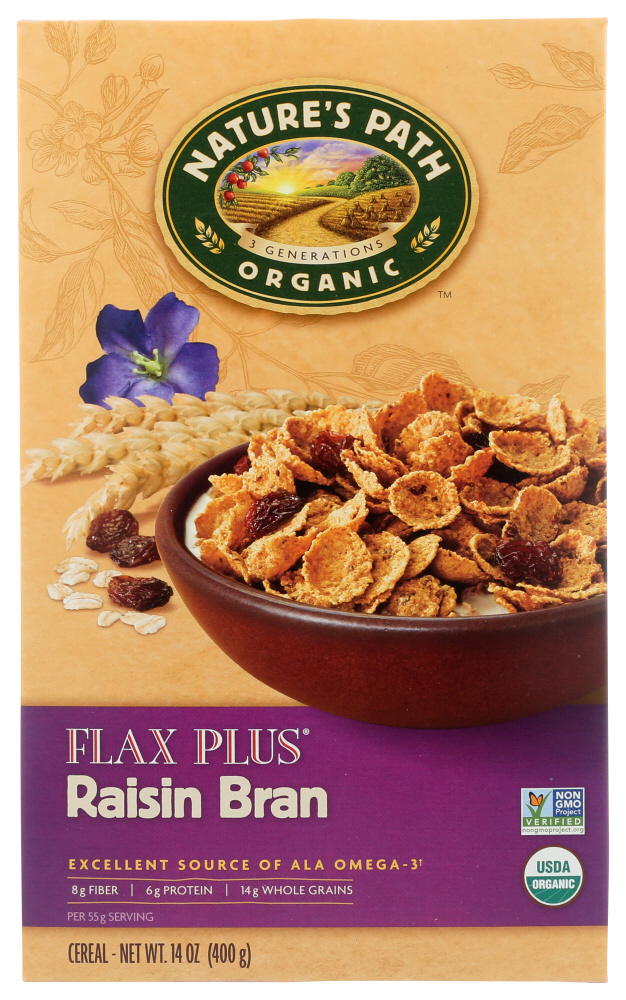 NATURE'S PATH
3 GENERATIONS
ORGANIC
TM
FLAX PLUS®
Raisin Bran
NON
GMO
Project
VERIFIED
nongmoproject.org
EXCELLENT SOURCE OF ALA OMEGA-3†
8g FIBER | 6g PROTEIN | 14g WHOLE GRAINS
USDA
ORGANIC
PER 55g SERVING
CEREAL - NET WT. 14 OZ (400 g)